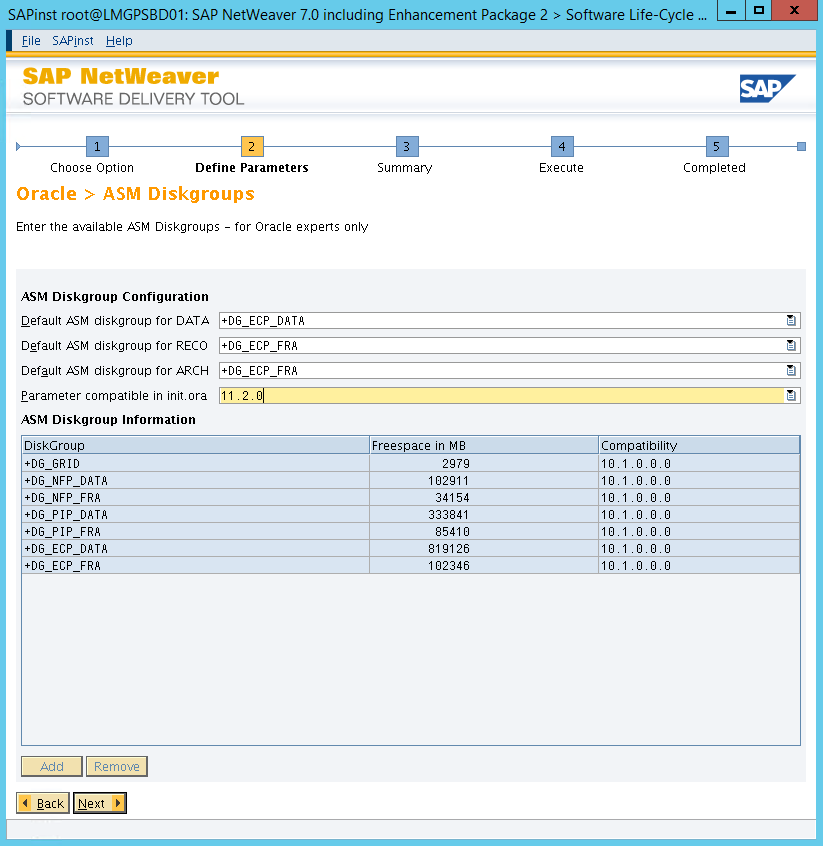 SAPinst root@LMGPSBD01: SAP NetWeaver 7.0 including Enhancement Package 2 > Software Life-Cycle ...
File SAPinst Help
SAP NetWeaver
SOFTWARE DELIVERY TOOL
SAP
1 2 3 4 5
Choose Option Define Parameters Summary Execute Completed
Oracle > ASM Diskgroups
Enter the available ASM Diskgroups - for Oracle experts only
ASM Diskgroup Configuration
Default ASM diskgroup for DATA +DG_ECP_DATA
Default ASM diskgroup for RECO +DG_ECP_FRA
Default ASM diskgroup for ARCH +DG_ECP_FRA
Parameter compatible in init.ora 11.2.0
ASM Diskgroup Information
DiskGroup Freespace in MB Compatibility
+DG_GRID 2979 10.1.0.0.0
+DG_NFP_DATA 102911 10.1.0.0.0
+DG_NFP_FRA 34154 10.1.0.0.0
+DG_PIP_DATA 333841 10.1.0.0.0
+DG_PIP_FRA 85410 10.1.0.0.0
+DG_ECP_DATA 819126 10.1.0.0.0
+DG_ECP_FRA 102346 10.1.0.0.0
Add Remove
Back Next